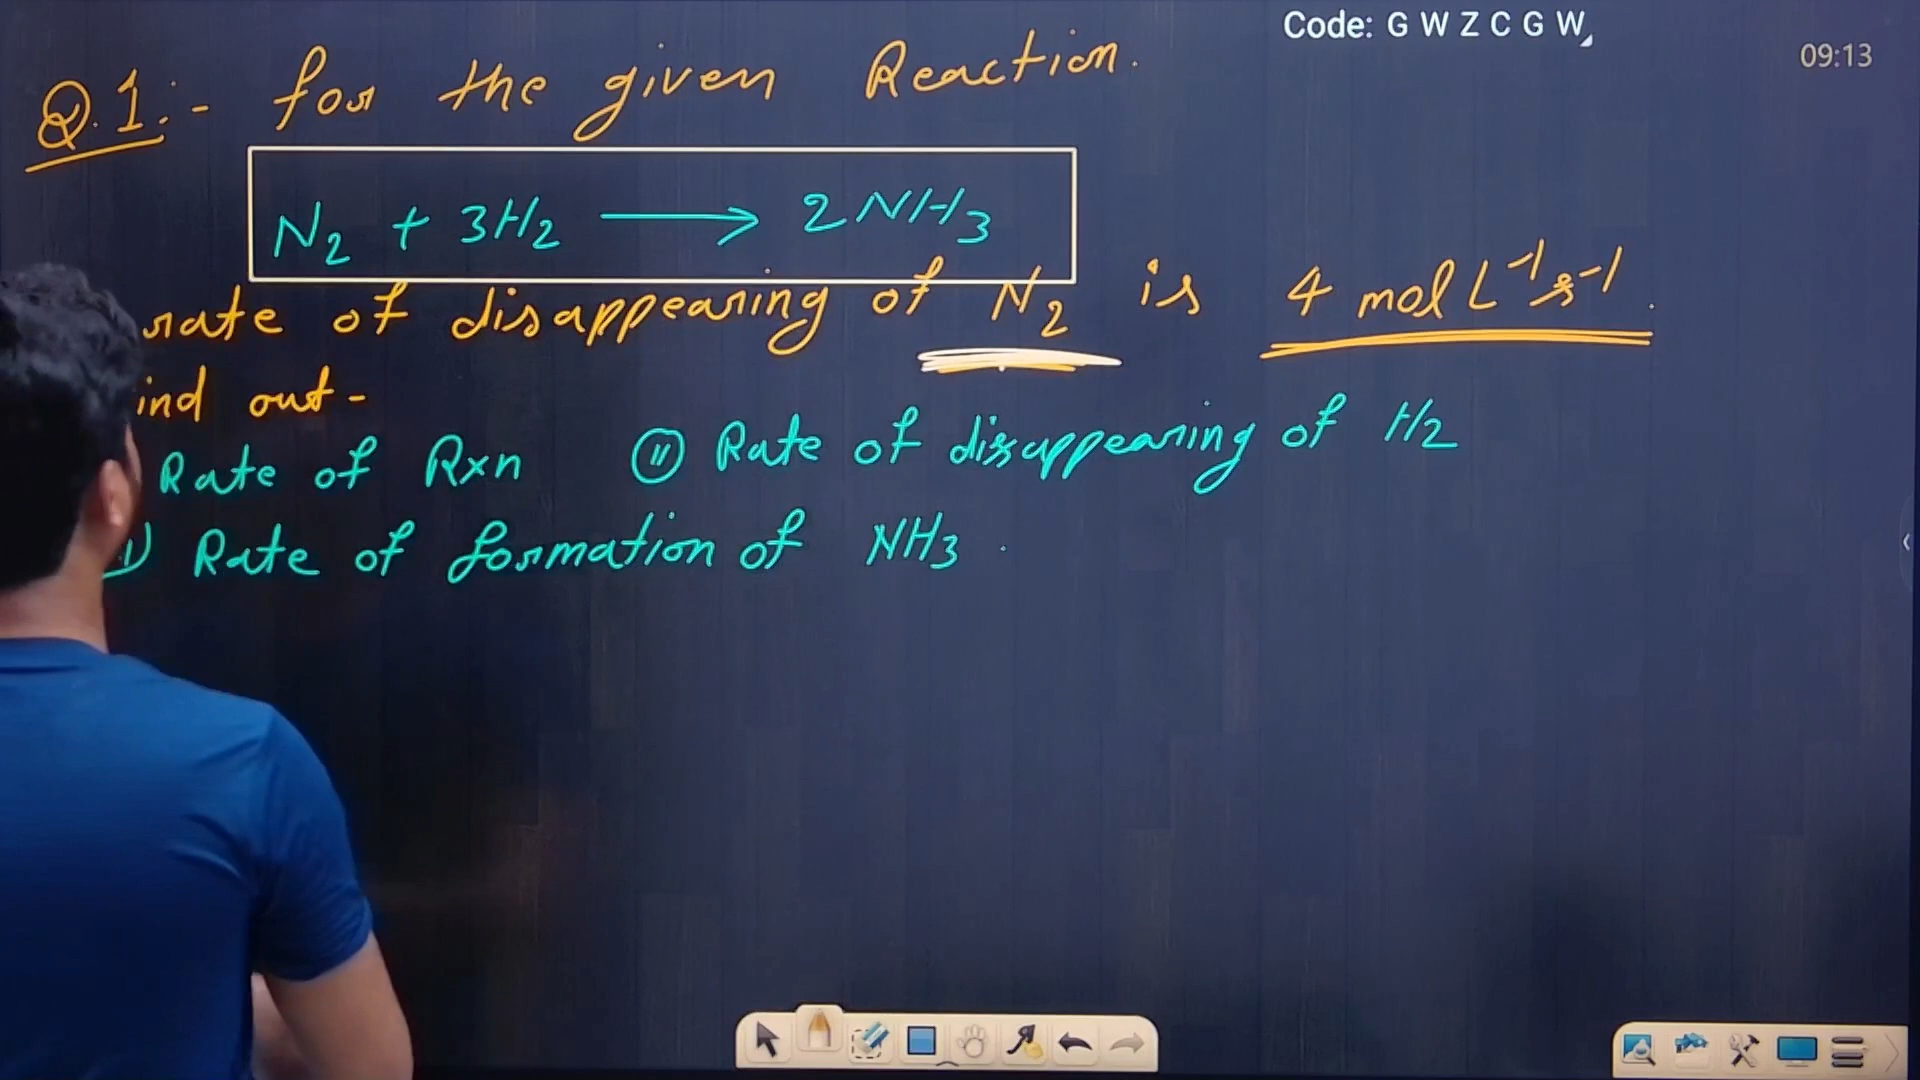 Code: G W Z C G W
09:13
Q.1:- for the given Reaction.
N2 + 3H2 ⟶ 2NH3
rate of disappearing of N2 is 4 mol L⁻¹s⁻¹.
ind out-
Rate of Rxn (II) Rate of disappearing of H2
I) Rate of formation of NH3.